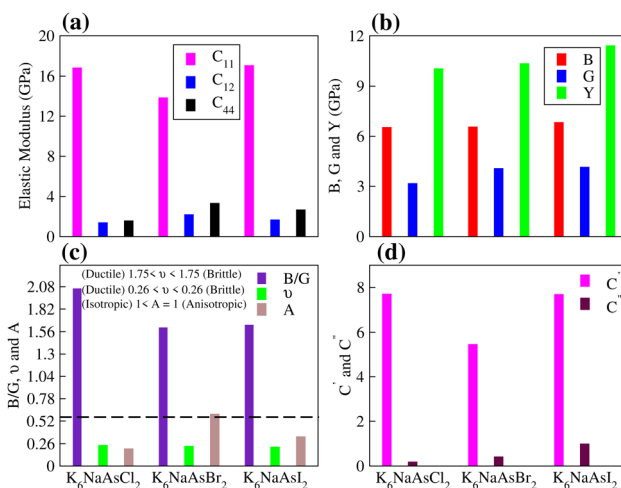 (a)
20
16
12
8
4
0
Elastic Modulus (GPa)
C11
C12
C44
(b)
12
9
6
3
0
B, G and Y (GPa)
B
G
Y
(c)
2.08
1.82
1.56
1.3
1.04
0.78
0.52
0.26
0
B/G, υ and A
(Ductile) 1.75< υ < 1.75 (Brittle)
(Ductile) 0.26 < υ < 0.26 (Brittle)
(Isotropic) 1< A = 1 (Anisotropic)
B/G
υ
A
K6NaAsCl2 K6NaAsBr2 K6NaAsI2
(d)
8
6
4
2
0
C' and C"
C'
C"
K6NaAsCl2 K6NaAsBr2 K6NaAsI2